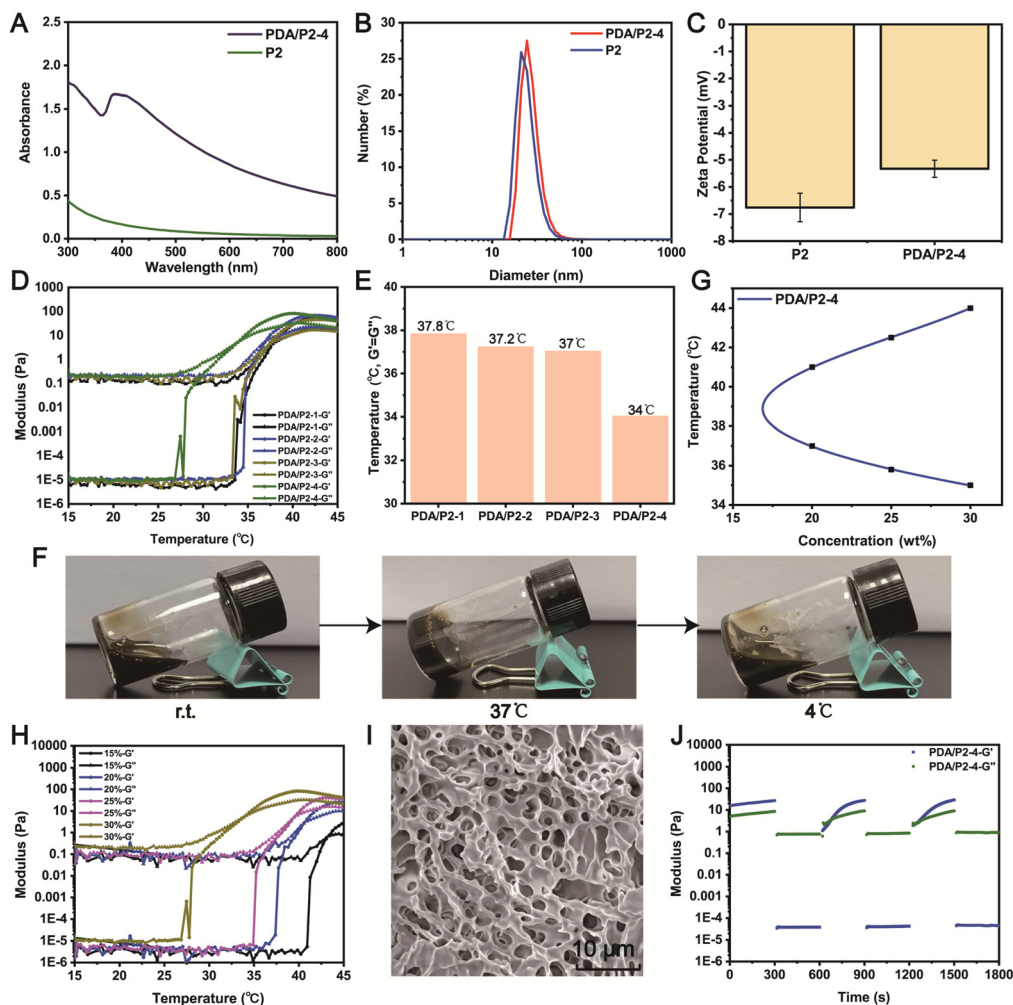 A
2.5
2.0
1.5
1.0
0.5
0.0
300 400 500 600 700 800
Absorbance
Wavelength (nm)
PDA/P2-4
P2
B
30
25
20
15
10
5
0
1 10 100 1000
Number (%)
Diameter (nm)
PDA/P2-4
P2
C
0
-1
-2
-3
-4
-5
-6
-7
-8
Zeta Potential (mV)
P2 PDA/P2-4
D
1000
100
10
1
0.1
0.01
0.001
1E-4
1E-5
1E-6
15 20 25 30 35 40 45
Modulus (Pa)
Temperature (℃)
PDA/P2-1-G'
PDA/P2-1-G''
PDA/P2-2-G'
PDA/P2-2-G''
PDA/P2-3-G'
PDA/P2-3-G''
PDA/P2-4-G'
PDA/P2-4-G''
E
40
38
36
34
32
30
Temperature (℃, G'=G'')
37.8℃
37.2℃
37℃
34℃
PDA/P2-1 PDA/P2-2 PDA/P2-3 PDA/P2-4
G
44
42
40
38
36
34
15 20 25 30
Temperature (℃)
Concentration (wt%)
PDA/P2-4
F
r.t. 37℃ 4℃
H
10000
1000
100
10
1
0.1
0.01
0.001
1E-4
1E-5
1E-6
15 20 25 30 35 40 45
Modulus (Pa)
Temperature (℃)
15%-G'
15%-G''
20%-G'
20%-G''
25%-G'
25%-G''
30%-G'
30%-G''
I
10 μm
J
10000
1000
100
10
1
0.1
0.01
0.001
1E-4
1E-5
1E-6
0 300 600 900 1200 1500 1800
Modulus (Pa)
Time (s)
PDA/P2-4-G'
PDA/P2-4-G''